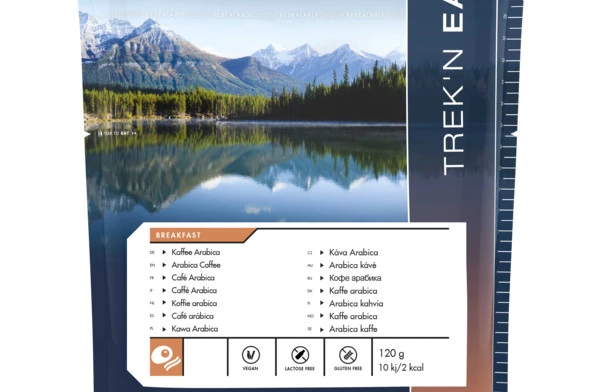 TREK'N EA
BREAKFAST
DE ▶ Kaffee Arabica
EN ▶ Arabica Coffee
FR ▶ Café Arabica
IT ▶ Caffé Arabica
NL ▶ Koffie arabica
ES ▶ Café arábica
PL ▶ Kawa Arabica
CZ ▶ Káva Arabica
HU ▶ Arabica kávé
RU ▶ Кофе арабика
DK ▶ Kaffe arabica
FI ▶ Arabica kahvia
NO ▶ Kaffe arabica
SE ▶ Arabica kaffe
VEGAN
LACTOSE FREE
GLUTEN FREE
120 g
10 kj/2 kcal